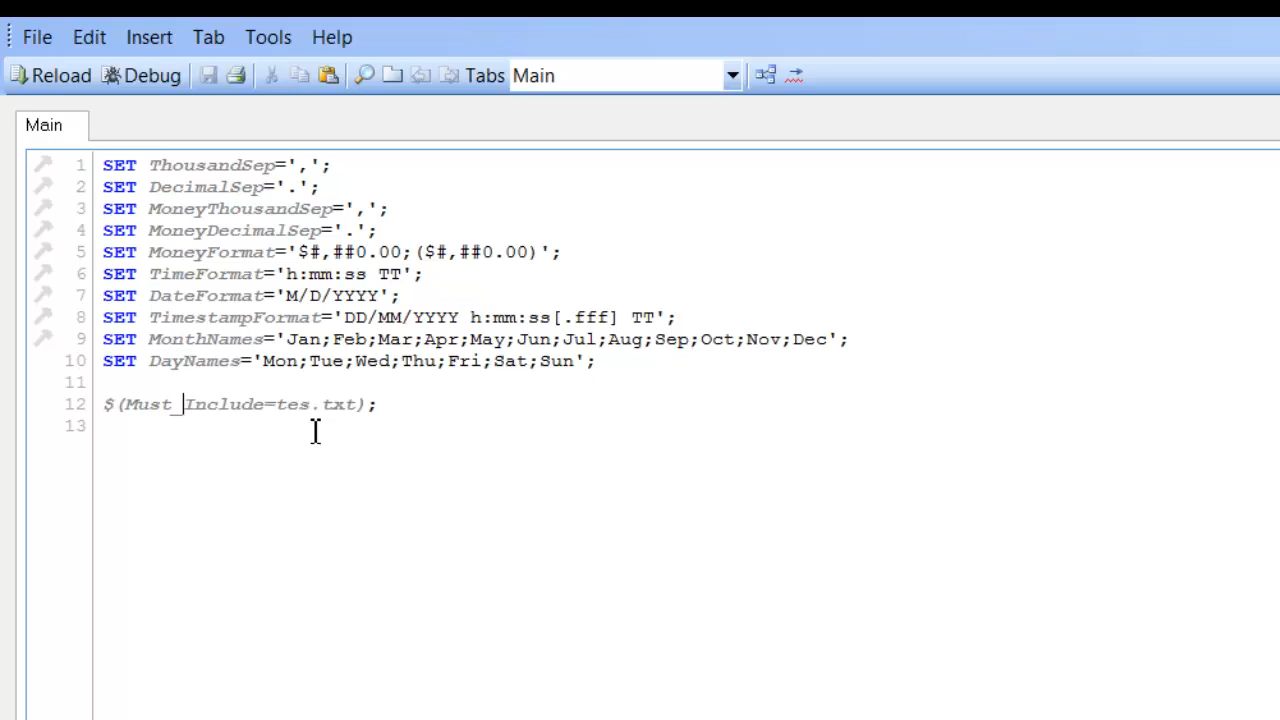 File Edit Insert Tab Tools Help
Reload Debug Tabs Main
Main
1 SET ThousandSep=',';
2 SET DecimalSep='.';
3 SET MoneyThousandSep=',';
4 SET MoneyDecimalSep='.';
5 SET MoneyFormat='$#,##0.00;($#,##0.00)';
6 SET TimeFormat='h:mm:ss TT';
7 SET DateFormat='M/D/YYYY';
8 SET TimestampFormat='DD/MM/YYYY h:mm:ss[.fff] TT';
9 SET MonthNames='Jan;Feb;Mar;Apr;May;Jun;Jul;Aug;Sep;Oct;Nov;Dec';
10 SET DayNames='Mon;Tue;Wed;Thu;Fri;Sat;Sun';
11
12 $(Must_Include=tes.txt);
13